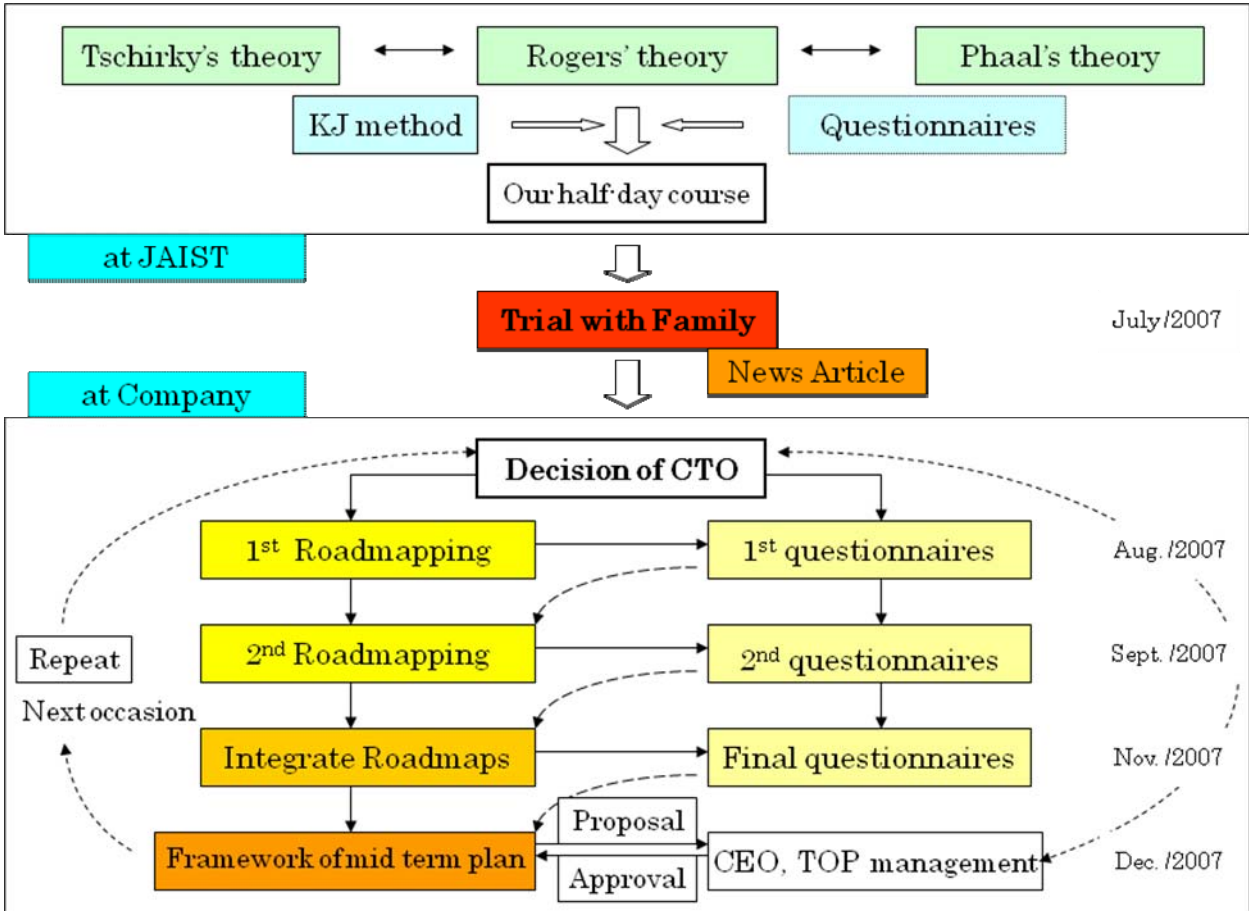 Tschirky's theory
Rogers' theory
Phaal's theory
KJ method
Questionnaires
Our half-day course
at JAIST
Trial with Family
July/2007
News Article
at Company
Decision of CTO
1st Roadmapping
1st questionnaires
Aug./2007
2nd Roadmapping
2nd questionnaires
Sept./2007
Repeat
Next occasion
Integrate Roadmaps
Final questionnaires
Nov./2007
Proposal
Framework of mid term plan
CEO, TOP management
Dec./2007
Approval